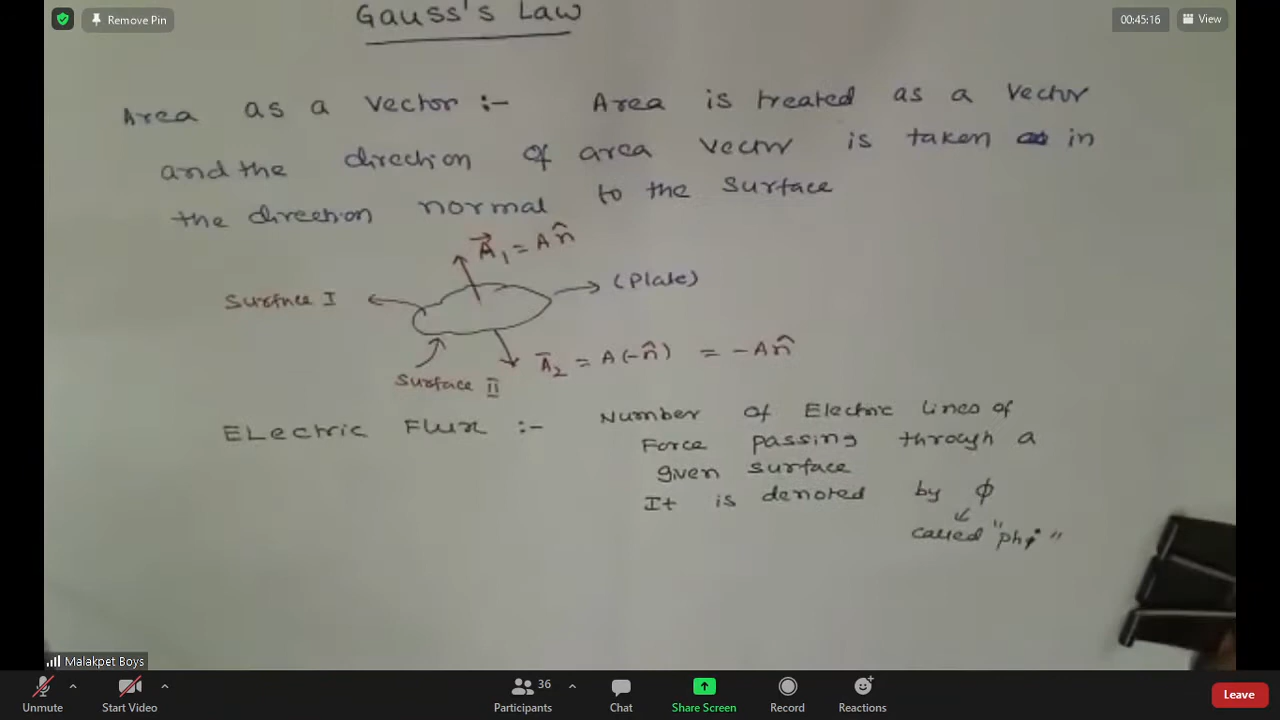 Remove Pin
00:45:16
View
Gauss's Law
Area as a vector :- Area is treated as a vector
and the direction of area vector is taken in
the direction normal to the surface
A⃗₁ = A n̂
Surface I
(Plate)
A⃗₂ = A(-n̂) = -An̂
Surface II
Electric Flux :- Number of Electric Lines of
Force passing through a
given surface
It is denoted by ϕ
called "phi"
Malakpet Boys
Unmute
Start Video
36
Participants
Chat
Share Screen
Record
Reactions
Leave